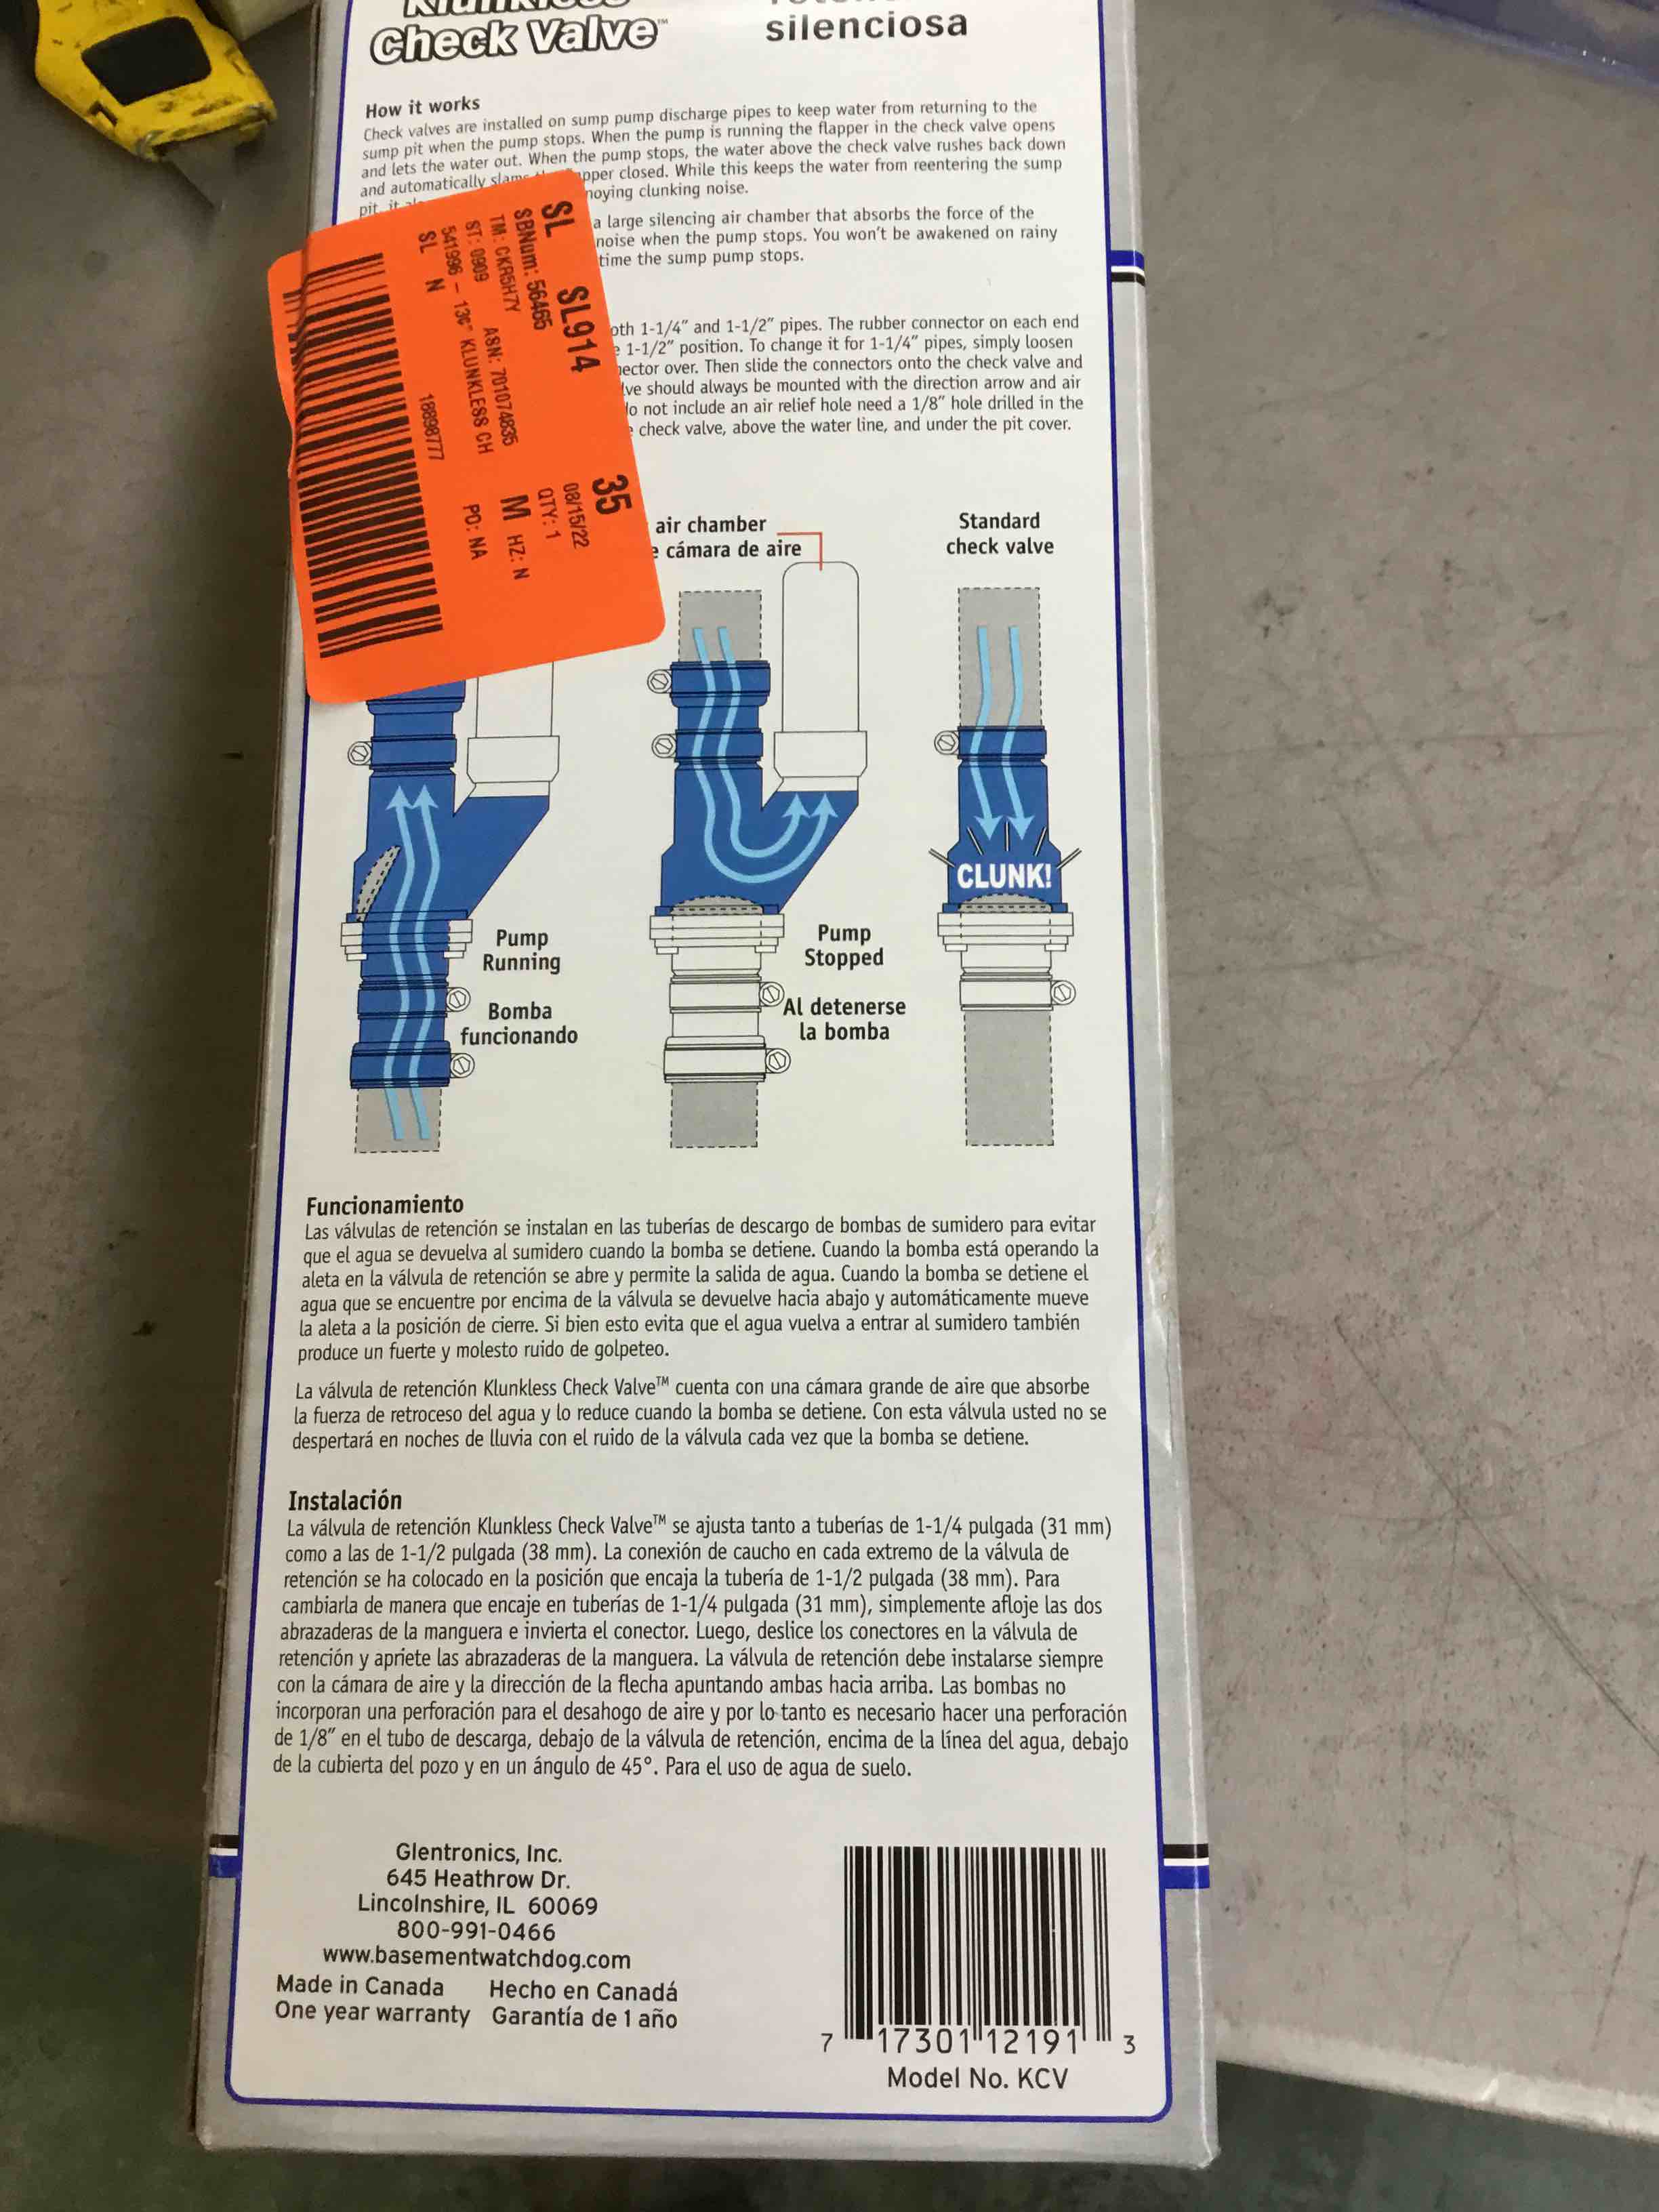 Check Valve™
silenciosa
How it works
Check valves are installed on sump pump discharge pipes to keep water from returning to the
sump pit when the pump stops. When the pump is running the flapper in the check valve opens
and lets the water out. When the pump stops, the water above the check valve rushes back down
and automatically closed. While this keeps the water from reentering the sump
pit, it clunking noise.
a large silencing air chamber that absorbs the force of the
noise when the pump stops. You won't be awakened on rainy
time the sump pump stops.
1-1/4" and 1-1/2" pipes. The rubber connector on each end
1-1/2" position. To change it for 1-1/4" pipes, simply loosen
over. Then slide the connectors onto the check valve and
should always be mounted with the direction arrow and air
not include an air relief hole need a 1/8" hole drilled in the
check valve, above the water line, and under the pit cover.
SL SL914 35
SBNum: 56465 08/15/22
TM: CKR5H7Y QTY: 1
ST: 0909 ASN: 701074835 M HZ: N
541996 - 13¢" KLUNKLESS CH PO: NA
SL N 18898777
air chamber
cámara de aire
Standard
check valve
CLUNK!
Pump
Running
Bomba
funcionando
Pump
Stopped
Al detenerse
la bomba
Funcionamiento
Las válvulas de retención se instalan en las tuberías de descargo de bombas de sumidero para evitar
que el agua se devuelva al sumidero cuando la bomba se detiene. Cuando la bomba está operando la
aleta en la válvula de retención se abre y permite la salida de agua. Cuando la bomba se detiene el
agua que se encuentre por encima de la válvula se devuelve hacia abajo y automáticamente mueve
la aleta a la posición de cierre. Si bien esto evita que el agua vuelva a entrar al sumidero también
produce un fuerte y molesto ruido de golpeteo.
La válvula de retención Klunkless Check Valve™ cuenta con una cámara grande de aire que absorbe
la fuerza de retroceso del agua y lo reduce cuando la bomba se detiene. Con esta válvula usted no se
despertará en noches de lluvia con el ruido de la válvula cada vez que la bomba se detiene.
Instalación
La válvula de retención Klunkless Check Valve™ se ajusta tanto a tuberías de 1-1/4 pulgada (31 mm)
como a las de 1-1/2 pulgada (38 mm). La conexión de caucho en cada extremo de la válvula de
retención se ha colocado en la posición que encaja la tubería de 1-1/2 pulgada (38 mm). Para
cambiarla de manera que encaje en tuberías de 1-1/4 pulgada (31 mm), simplemente afloje las dos
abrazaderas de la manguera e invierta el conector. Luego, deslice los conectores en la válvula de
retención y apriete las abrazaderas de la manguera. La válvula de retención debe instalarse siempre
con la cámara de aire y la dirección de la flecha apuntando ambas hacia arriba. Las bombas no
incorporan una perforación para el desahogo de aire y por lo tanto es necesario hacer una perforación
de 1/8" en el tubo de descarga, debajo de la válvula de retención, encima de la línea del agua, debajo
de la cubierta del pozo y en un ángulo de 45°. Para el uso de agua de suelo.
Glentronics, Inc.
645 Heathrow Dr.
Lincolnshire, IL 60069
800-991-0466
www.basementwatchdog.com
Made in Canada Hecho en Canadá
One year warranty Garantía de 1 año
7 17301 12191 3
Model No. KCV